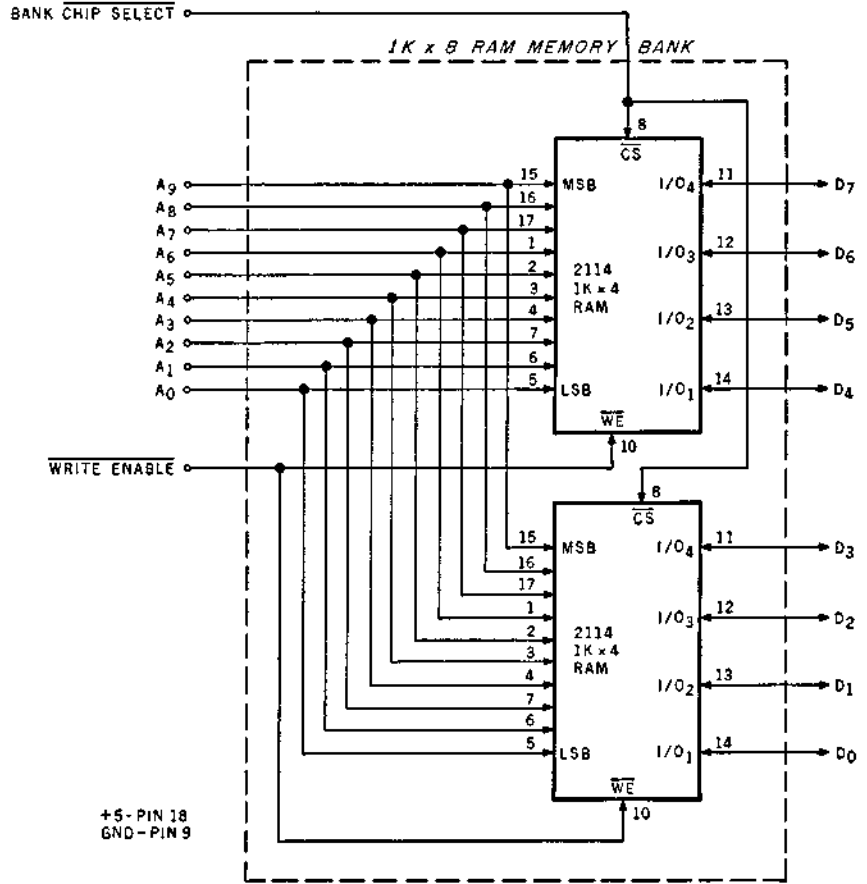 BANK CHIP SELECT
1K x 8 RAM MEMORY BANK
8
CS
A9
15
MSB
I/O4
11
D7
A8
16
A7
17
A6
1
I/O3
12
D6
A5
2
2114
A4
3
1K x 4
A3
4
RAM
I/O2
13
D5
A2
7
A1
6
A0
5
LSB
I/O1
14
D4
WE
10
WRITE ENABLE
8
CS
15
MSB
I/O4
11
D3
16
17
1
I/O3
12
D2
2
2114
3
1K x 4
RAM
4
I/O2
13
D1
7
6
5
LSB
I/O1
14
D0
WE
10
+5-PIN 18
GND-PIN 9